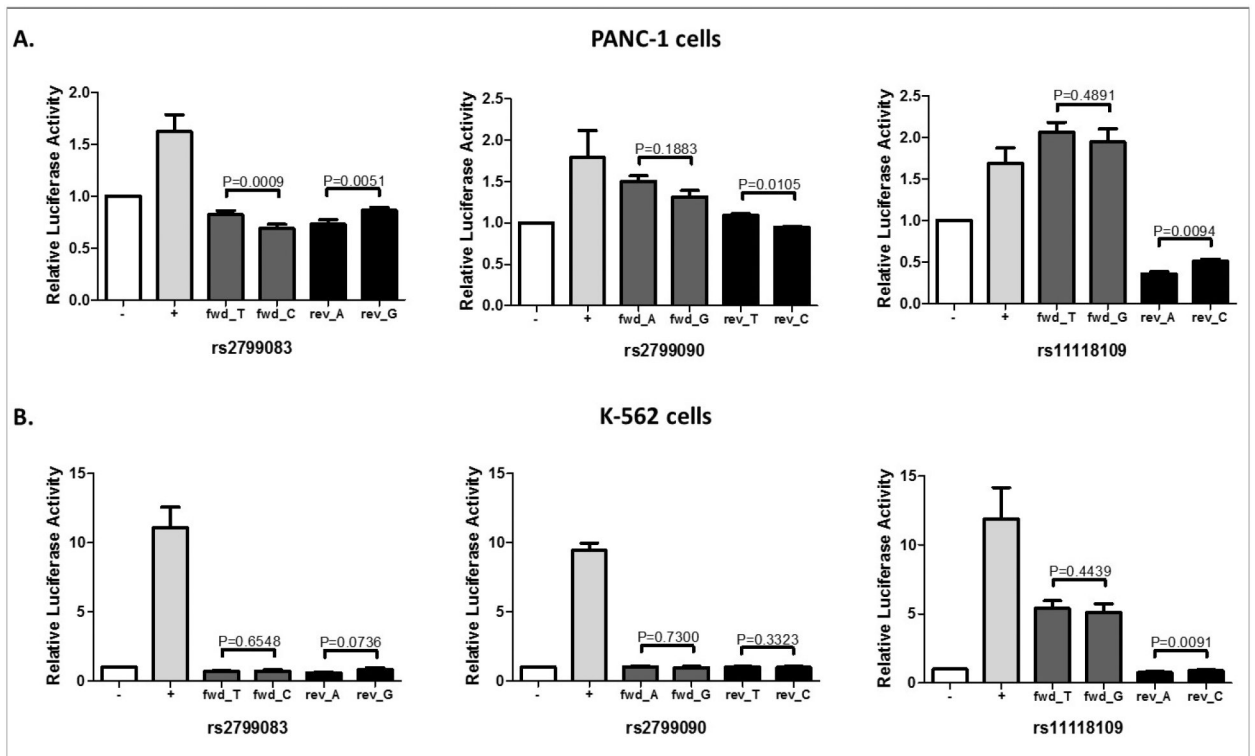 A.
PANC-1 cells
Relative Luciferase Activity
2.0
1.5
1.0
0.5
0.0
P=0.0009
P=0.0051
- + fwd_T fwd_C rev_A rev_G
rs2799083
Relative Luciferase Activity
2.5
2.0
1.5
1.0
0.5
0.0
P=0.1883
P=0.0105
- + fwd_A fwd_G rev_T rev_C
rs2799090
Relative Luciferase Activity
2.5
2.0
1.5
1.0
0.5
0.0
P=0.4891
P=0.0094
- + fwd_T fwd_G rev_A rev_C
rs11118109
B.
K-562 cells
Relative Luciferase Activity
15
10
5
0
P=0.6548
P=0.0736
- + fwd_T fwd_C rev_A rev_G
rs2799083
Relative Luciferase Activity
15
10
5
0
P=0.7300
P=0.3323
- + fwd_A fwd_G rev_T rev_C
rs2799090
Relative Luciferase Activity
15
10
5
0
P=0.4439
P=0.0091
- + fwd_T fwd_G rev_A rev_C
rs11118109